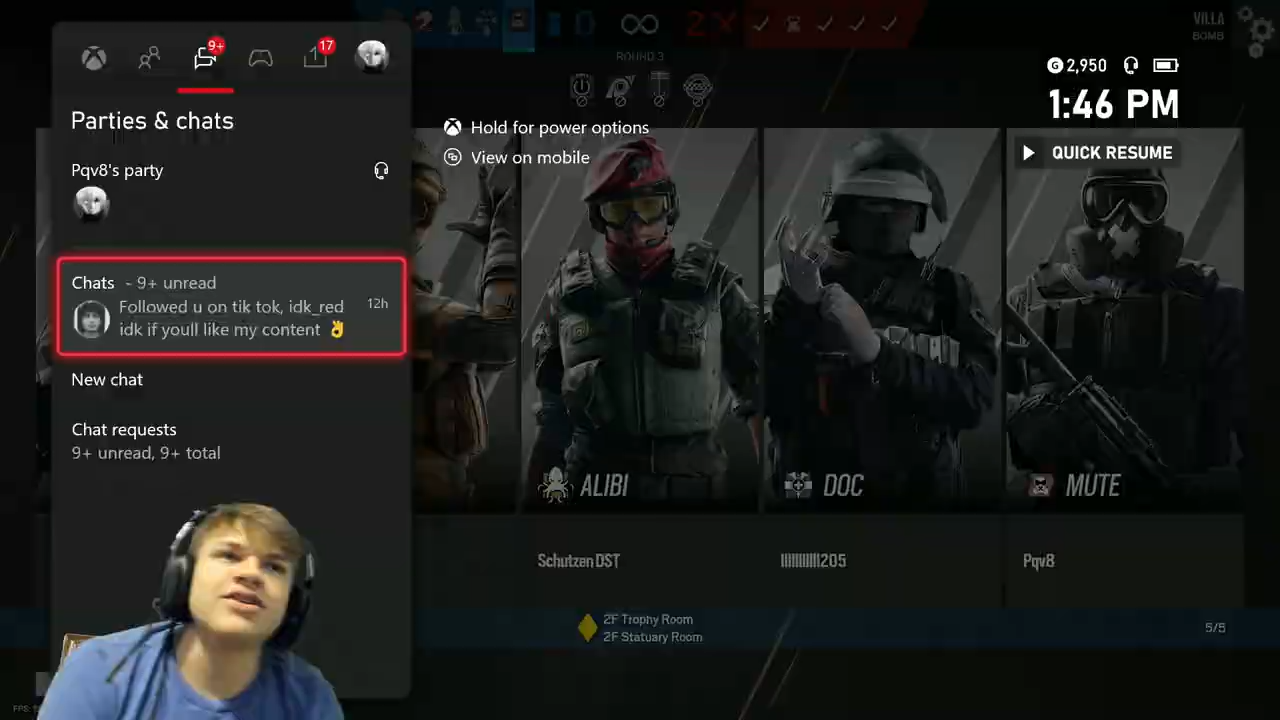 9+
17
Parties & chats
Pqv8's party
Chats - 9+ unread
Followed u on tik tok, idk_red
idk if youll like my content 👌
12h
New chat
Chat requests
9+ unread, 9+ total
Hold for power options
View on mobile
ROUND 3
VILLA
BOMB
G 2,950
1:46 PM
QUICK RESUME
ALIBI
DOC
MUTE
Schutzen DST
Pqv8
2F Trophy Room
2F Statuary Room
5/5